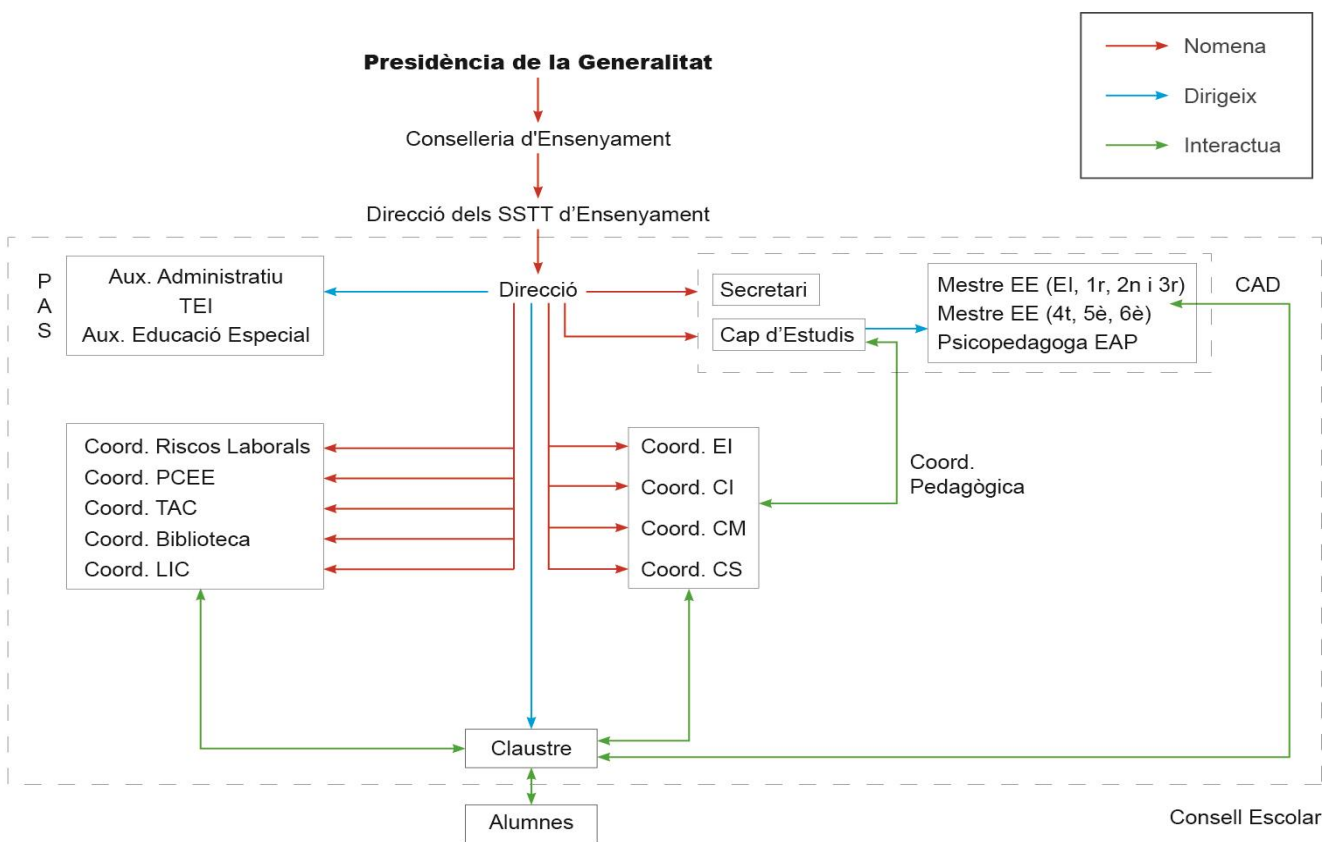 Nomena
Dirigeix
Interactua
Presidència de la Generalitat
Conselleria d'Ensenyament
Direcció dels SSTT d’Ensenyament
P
A
S
Aux. Administratiu
TEI
Aux. Educació Especial
Direcció
Secretari
Cap d’Estudis
Mestre EE (EI, 1r, 2n i 3r)
Mestre EE (4t, 5è, 6è)
Psicopedagoga EAP
CAD
Coord. Riscos Laborals
Coord. PCEE
Coord. TAC
Coord. Biblioteca
Coord. LIC
Coord. EI
Coord. CI
Coord. CM
Coord. CS
Coord.
Pedagògica
Claustre
Alumnes
Consell Escolar